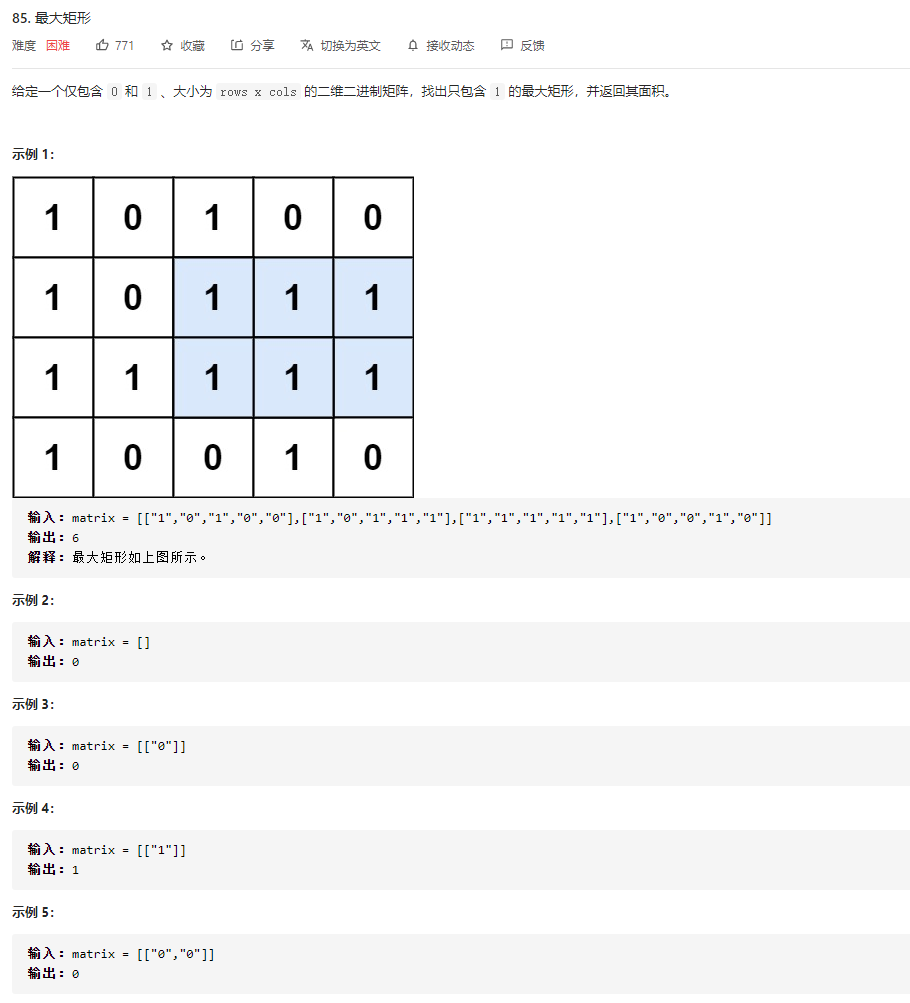 85. 最大矩形
难度 困难 771 收藏 分享 切换为英文 接收动态 反馈
给定一个仅包含 0 和 1 、大小为 rows x cols 的二维二进制矩阵，找出只包含 1 的最大矩形，并返回其面积。
示例 1：
1 0 1 0 0
1 0 1 1 1
1 1 1 1 1
1 0 0 1 0
输入：matrix = [["1","0","1","0","0"],["1","0","1","1","1"],["1","1","1","1","1"],["1","0","0","1","0"]]
输出：6
解释：最大矩形如上图所示。
示例 2：
输入：matrix = []
输出：0
示例 3：
输入：matrix = [["0"]]
输出：0
示例 4：
输入：matrix = [["1"]]
输出：1
示例 5：
输入：matrix = [["0","0"]]
输出：0